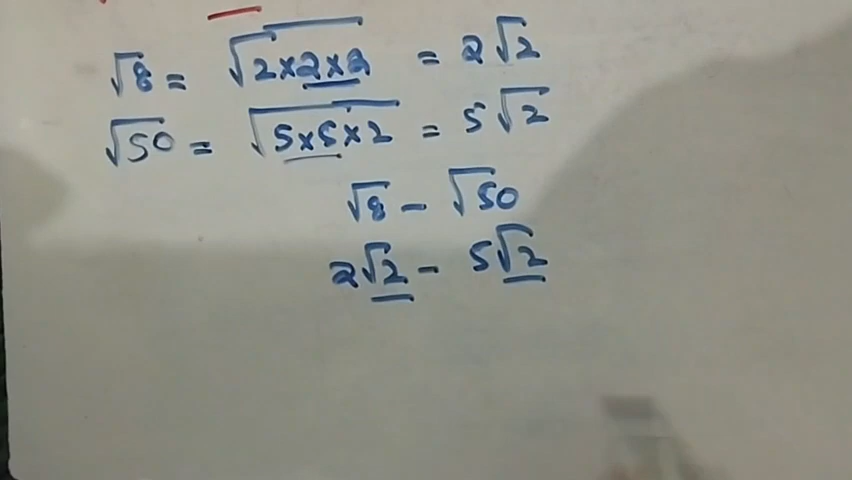 √8 = √2×2×2 = 2√2
√50 = √5×5×2 = 5√2
√8 - √50
2√2 - 5√2